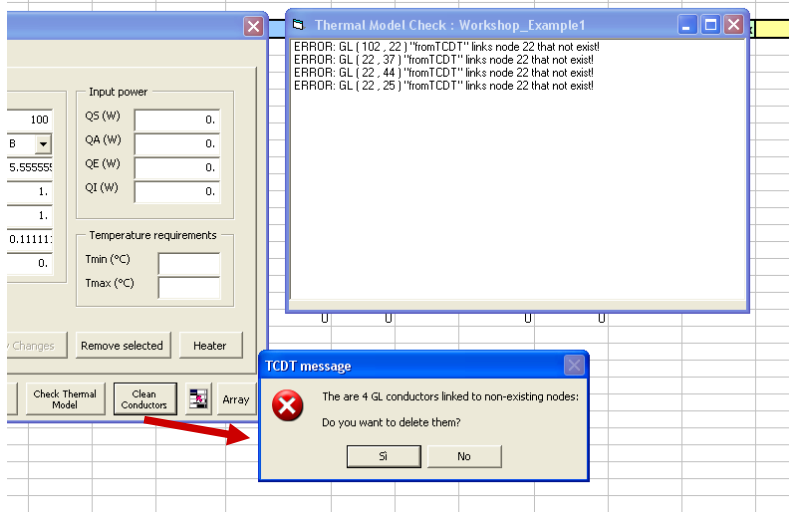 Thermal Model Check : Workshop_Example1
ERROR: GL ( 102 , 22 ) "fromTCDT" links node 22 that not exist!
ERROR: GL ( 22 , 37 ) "fromTCDT" links node 22 that not exist!
ERROR: GL ( 22 , 44 ) "fromTCDT" links node 22 that not exist!
ERROR: GL ( 22 , 25 ) "fromTCDT" links node 22 that not exist!
100
B
5.555555
1.
1.
0.11111:
0.
Input power
QS (W) 0.
QA (W) 0.
QE (W) 0.
QI (W) 0.
Temperature requirements
Tmin (°C)
Tmax (°C)
Changes
Remove selected
Heater
Check Thermal
Model
Clean
Conductors
Array
0 0 0 0
TCDT message
The are 4 GL conductors linked to non-existing nodes:
Do you want to delete them?
Sì
No